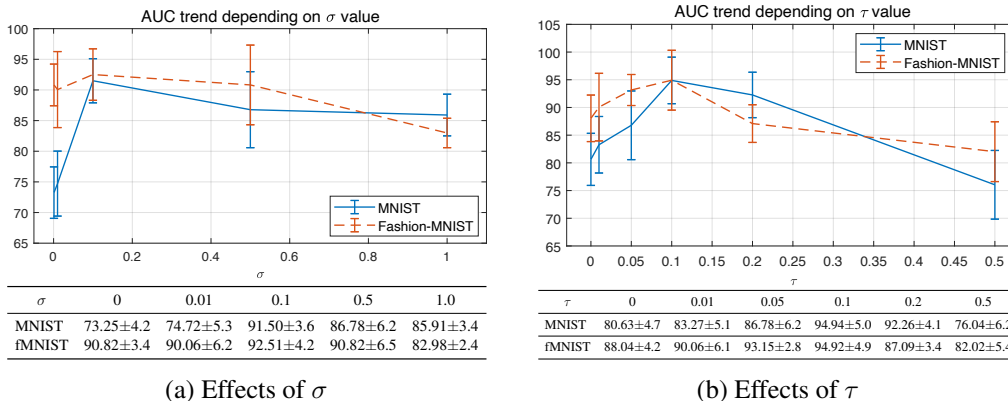 AUC trend depending on σ value
100
95
90
85
80
75
70
65
0 0.2 0.4 0.6 0.8 1
σ
MNIST
Fashion-MNIST
σ 0 0.01 0.1 0.5 1.0
MNIST 73.25±4.2 74.72±5.3 91.50±3.6 86.78±6.2 85.91±3.4
fMNIST 90.82±3.4 90.06±6.2 92.51±4.2 90.82±6.5 82.98±2.4
(a) Effects of σ
AUC trend depending on τ value
105
100
95
90
85
80
75
70
65
0 0.05 0.1 0.15 0.2 0.25 0.3 0.35 0.4 0.45 0.5
τ
MNIST
Fashion-MNIST
τ 0 0.01 0.05 0.1 0.2 0.5
MNIST 80.63±4.7 83.27±5.1 86.78±6.2 94.94±5.0 92.26±4.1 76.04±6.2
fMNIST 88.04±4.2 90.06±6.1 93.15±2.8 94.92±4.9 87.09±3.4 82.02±5.4
(b) Effects of τ